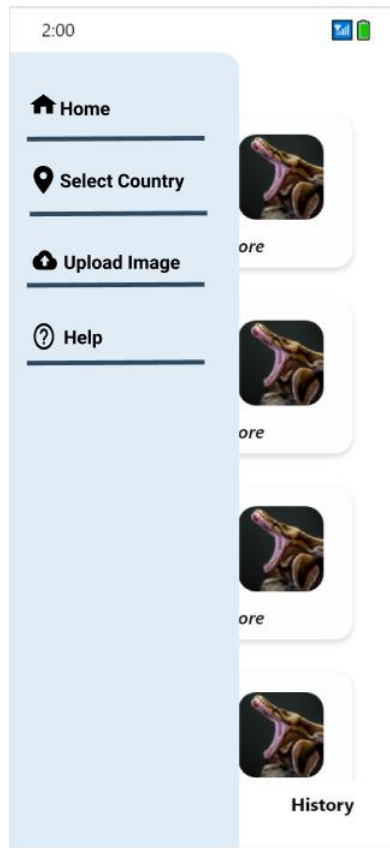 2:00
Home
Select Country
Upload Image
Help
ore
ore
ore
History